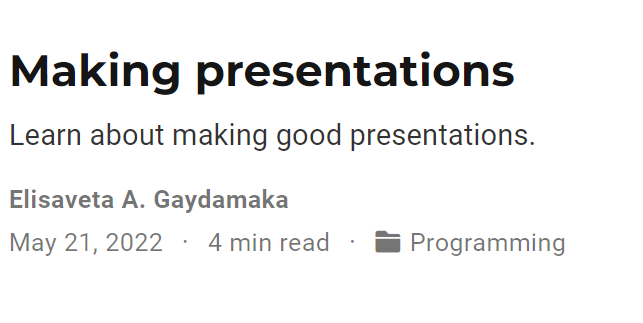 Making presentations
Learn about making good presentations.
Elisaveta A. Gaydamaka
May 21, 2022 · 4 min read · Programming